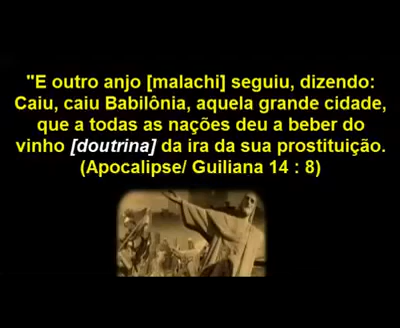 "E outro anjo [malachi] seguiu, dizendo:
Caiu, caiu Babilônia, aquela grande cidade,
que a todas as nações deu a beber do
vinho [doutrina] da ira da sua prostituição.
(Apocalipse/ Guiliana 14 : 8)